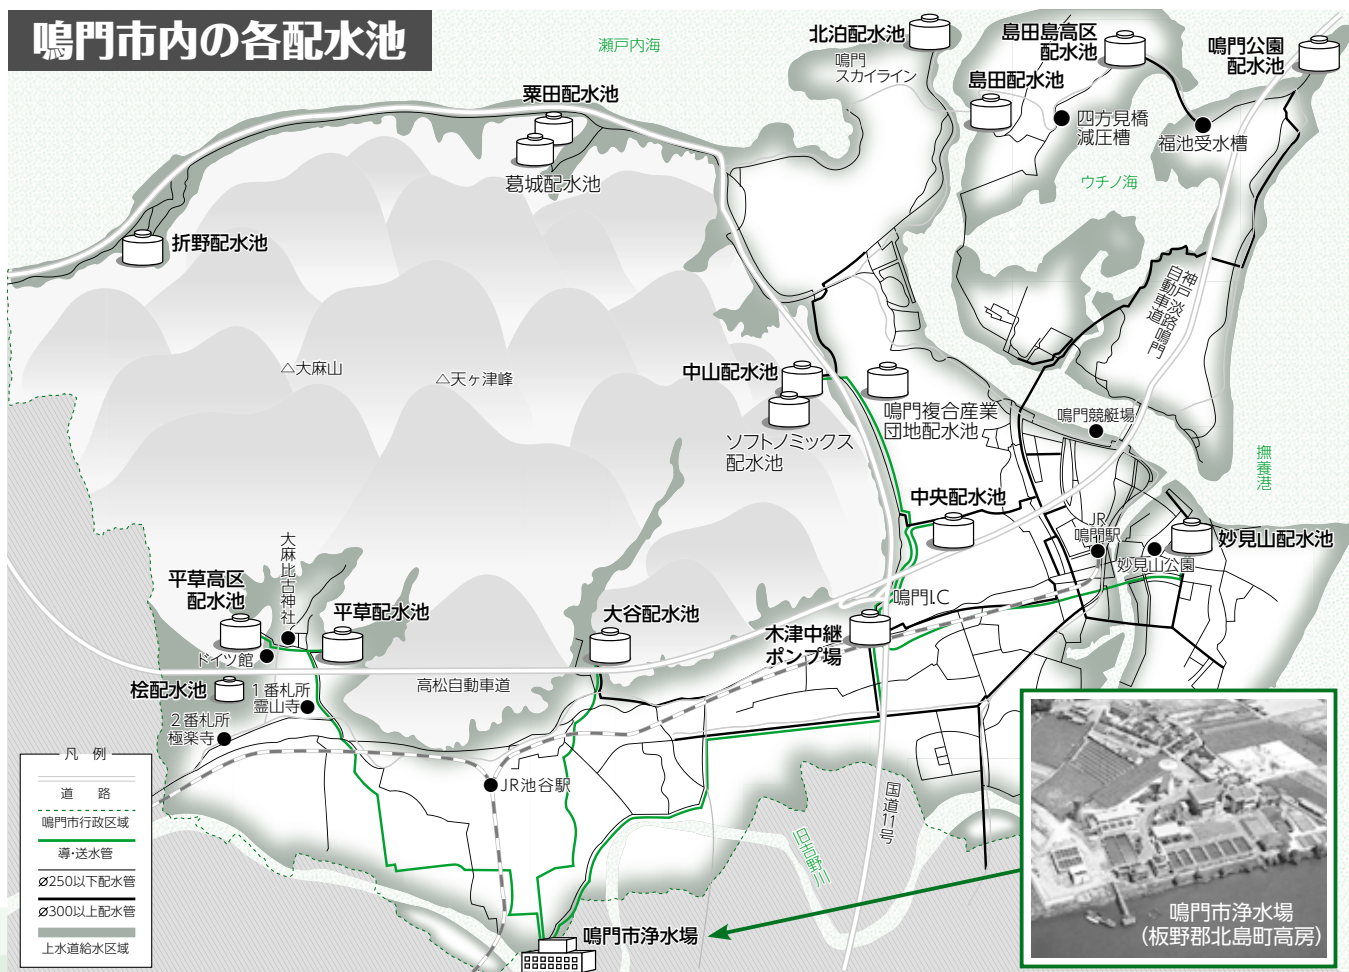 鳴門市内の各配水池
瀬戸内海
北泊配水池
鳴門
スカイライン
島田島高区
配水池
島田配水池
鳴門公園
配水池
四方見橋
減圧槽
福池受水槽
ウチノ海
粟田配水池
葛城配水池
折野配水池
神戸淡路鳴門
自動車道
△大麻山
△天ヶ津峰
中山配水池
ソフトノミックス
配水池
鳴門複合産業
団地配水池
鳴門競艇場
撫養港
中央配水池
JR
鳴門駅
妙見山公園
妙見山配水池
大麻比古神社
平草高区
配水池
平草配水池
ドイツ館
桧配水池
1番札所
霊山寺
2番札所
極楽寺
高松自動車道
大谷配水池
木津中継
ポンプ場
鳴門I.C
JR池谷駅
国道11号
旧吉野川
鳴門市浄水場
鳴門市浄水場
(板野郡北島町高房)
凡例
道路
鳴門市行政区域
導・送水管
Ø250以下配水管
Ø300以上配水管
上水道給水区域